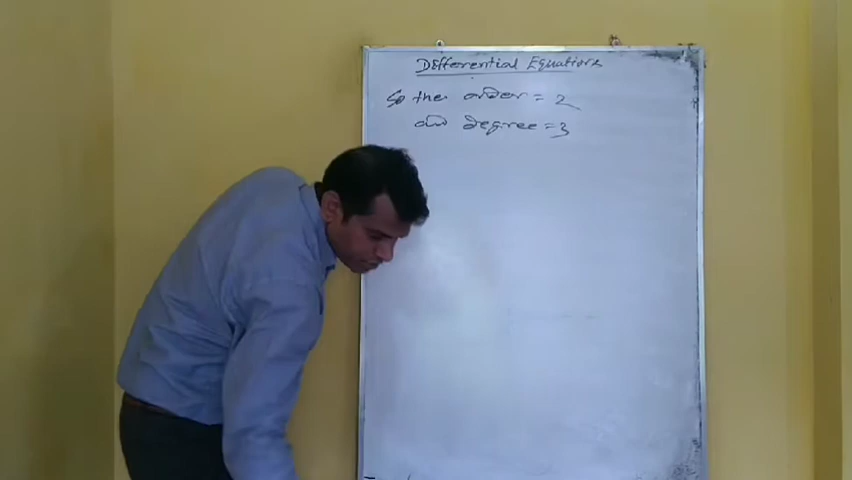 Differential Equations
So the order = 2
and degree = 3